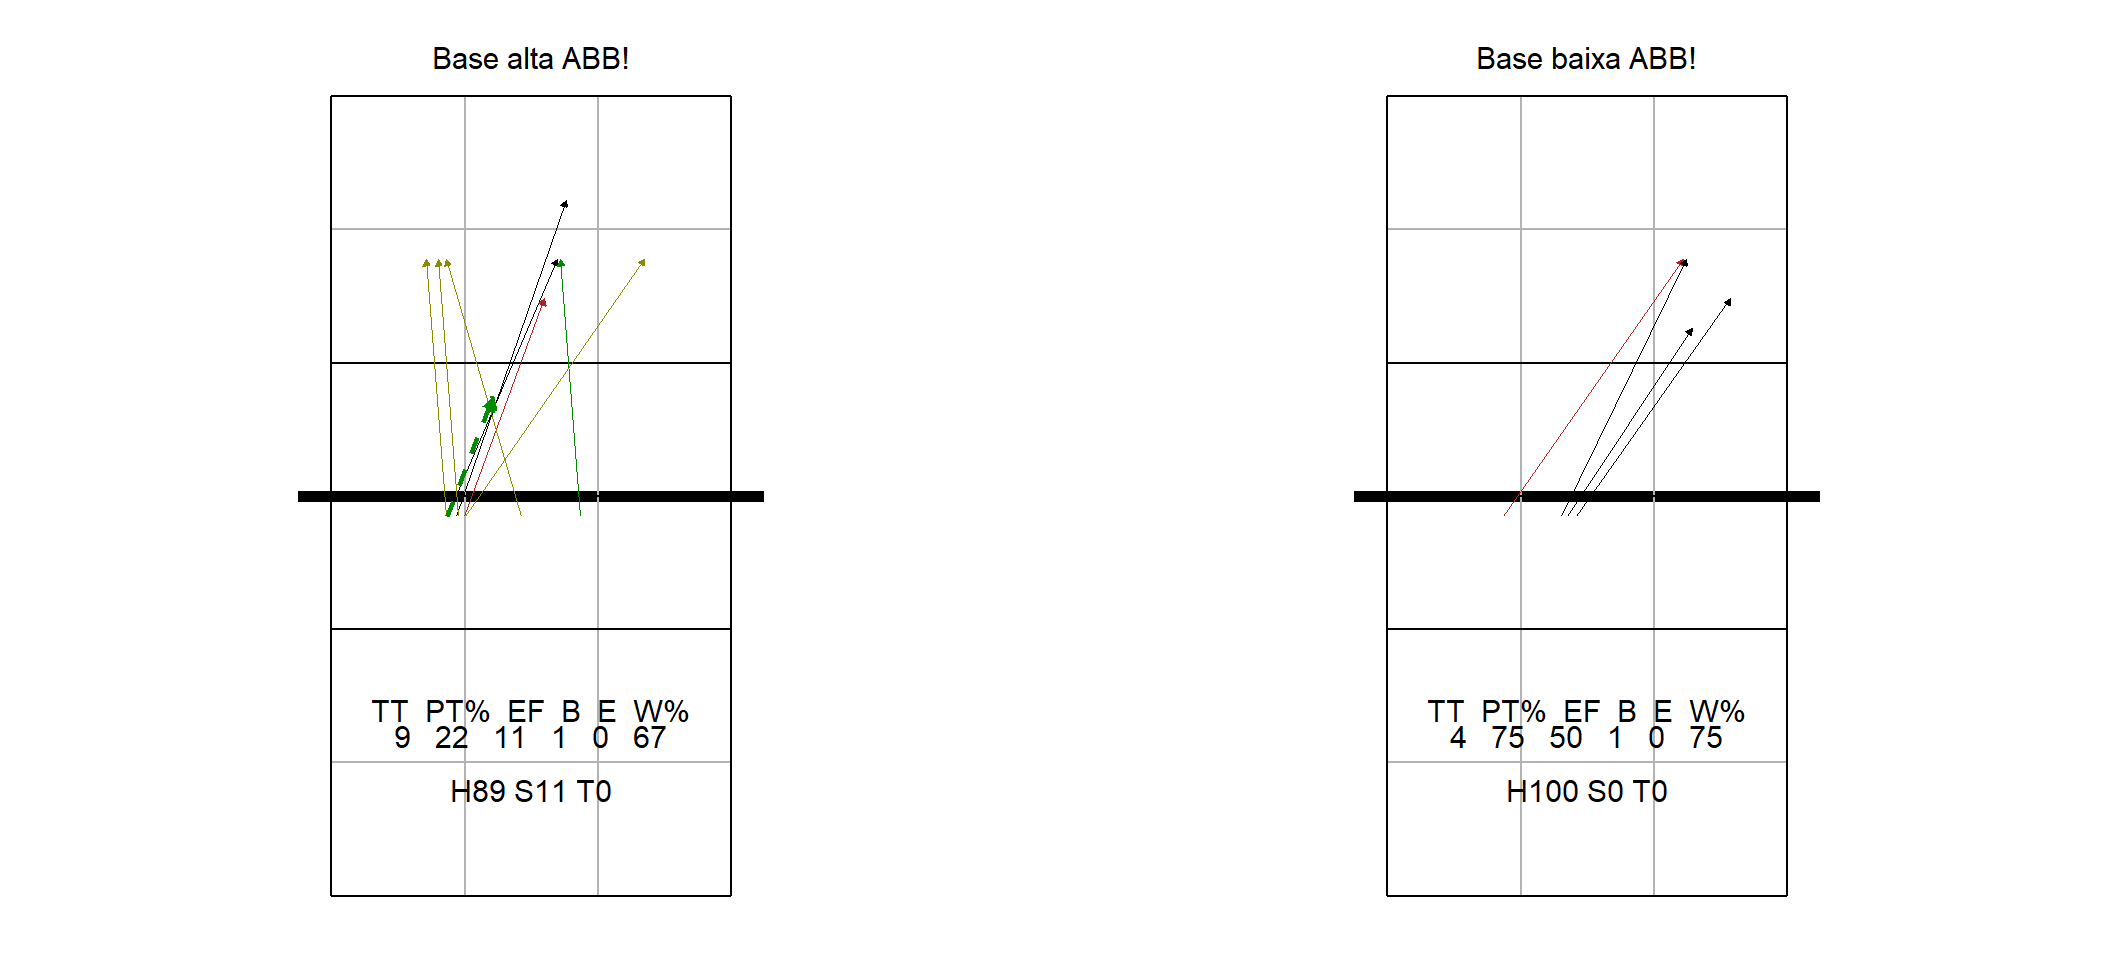 Base alta ABB!
TT PT% EF B E W%
9 22 11 1 0 67
H89 S11 T0
Base baixa ABB!
TT PT% EF B E W%
4 75 50 1 0 75
H100 S0 T0